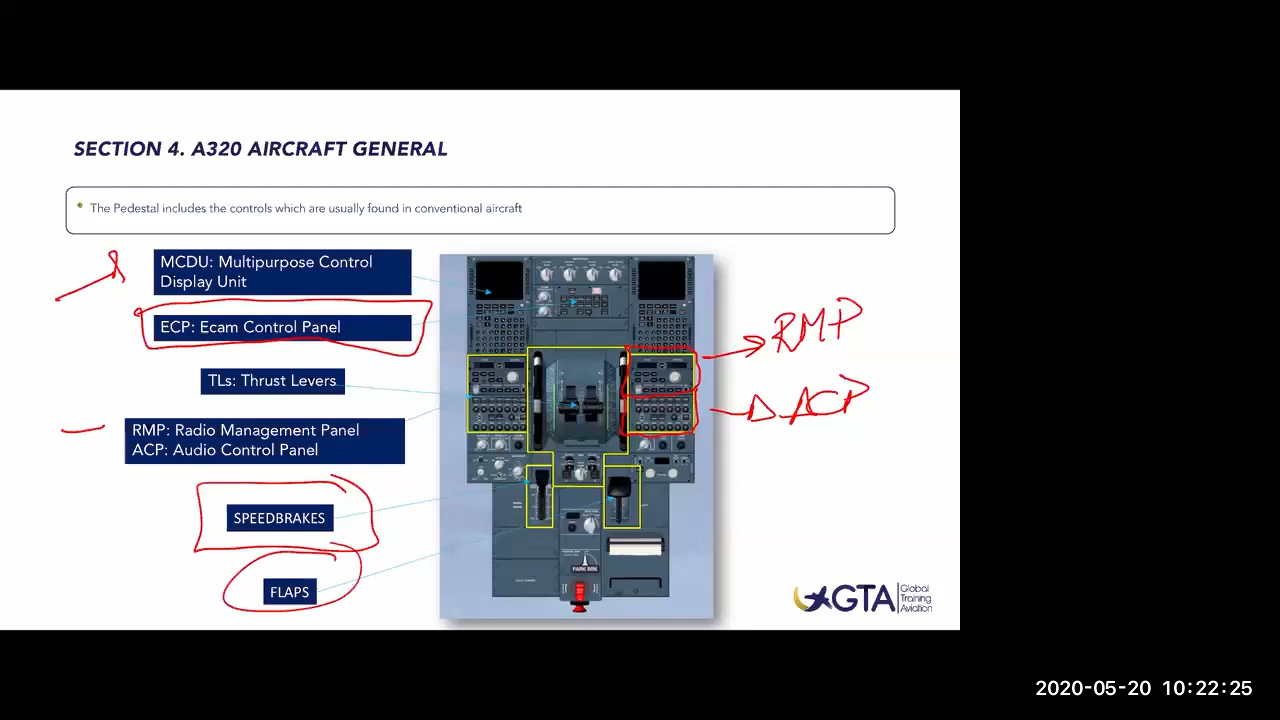 SECTION 4. A320 AIRCRAFT GENERAL
The Pedestal includes the controls which are usually found in conventional aircraft
MCDU: Multipurpose Control
Display Unit
ECP: Ecam Control Panel
TLs: Thrust Levers
RMP: Radio Management Panel
ACP: Audio Control Panel
SPEEDBRAKES
FLAPS
RMP
ACP
PARK BRK
GTA
Global
Training
Aviation
2020-05-20 10:22:25